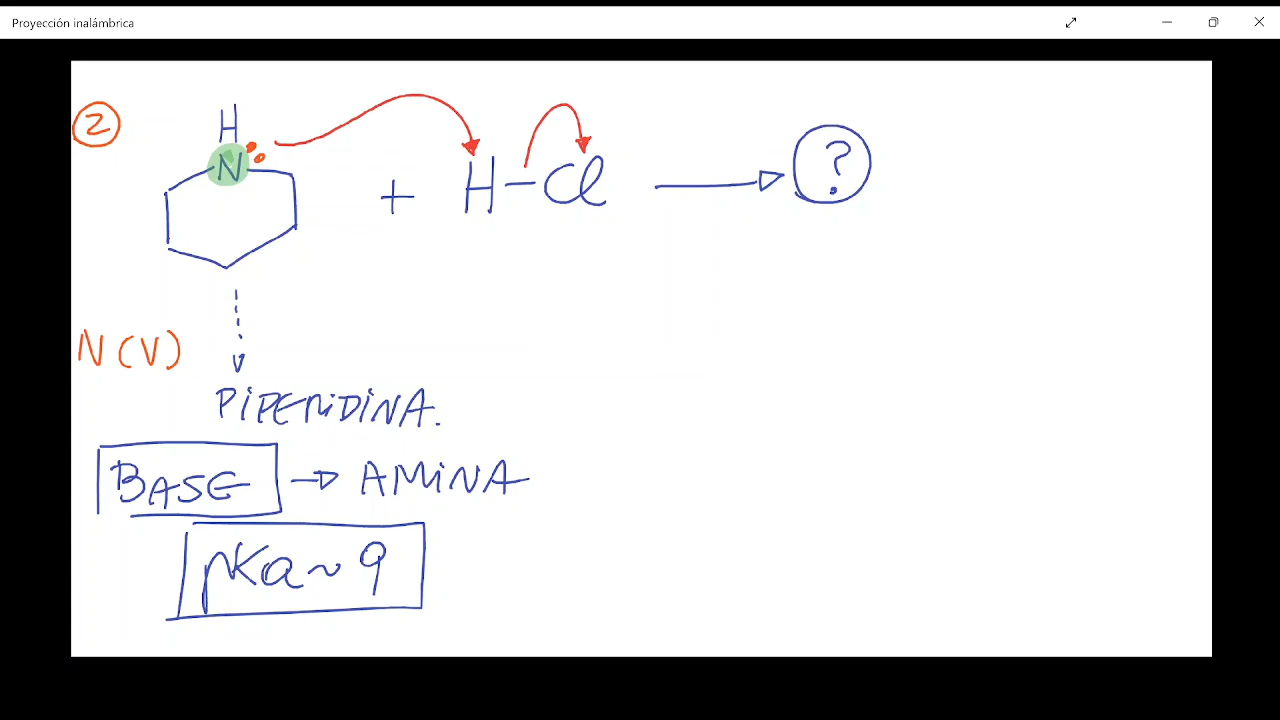 Proyección inalámbrica
2
H
N
+ H-Cl → ?
N (V)
PiPERiDiNA.
BASE → AMiNA
pKa ~ 9